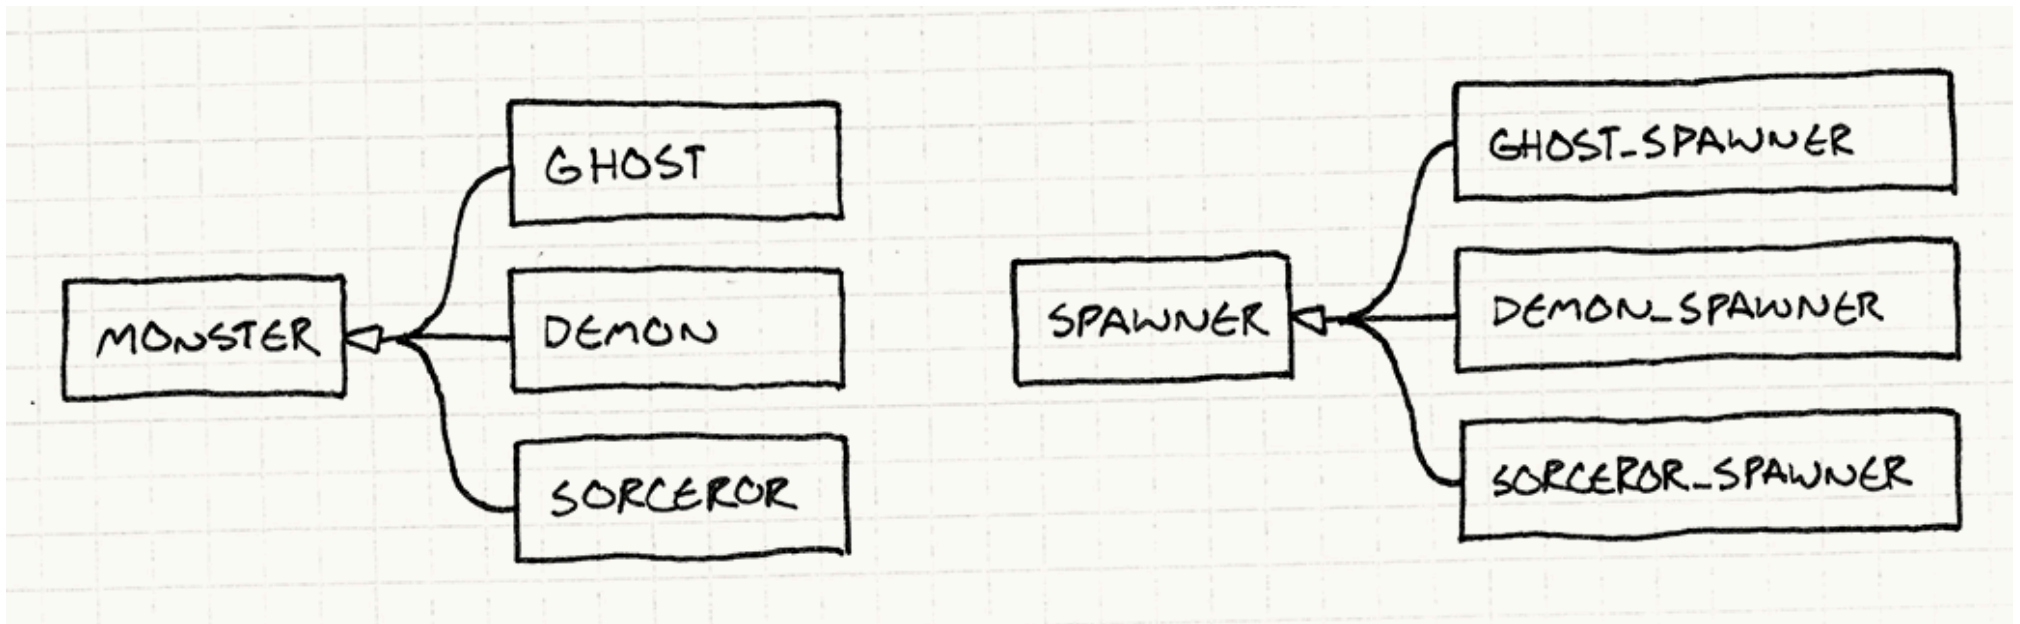 MONSTER
GHOST
DEMON
SORCEROR
SPAWNER
GHOST_SPAWNER
DEMON_SPAWNER
SORCEROR_SPAWNER